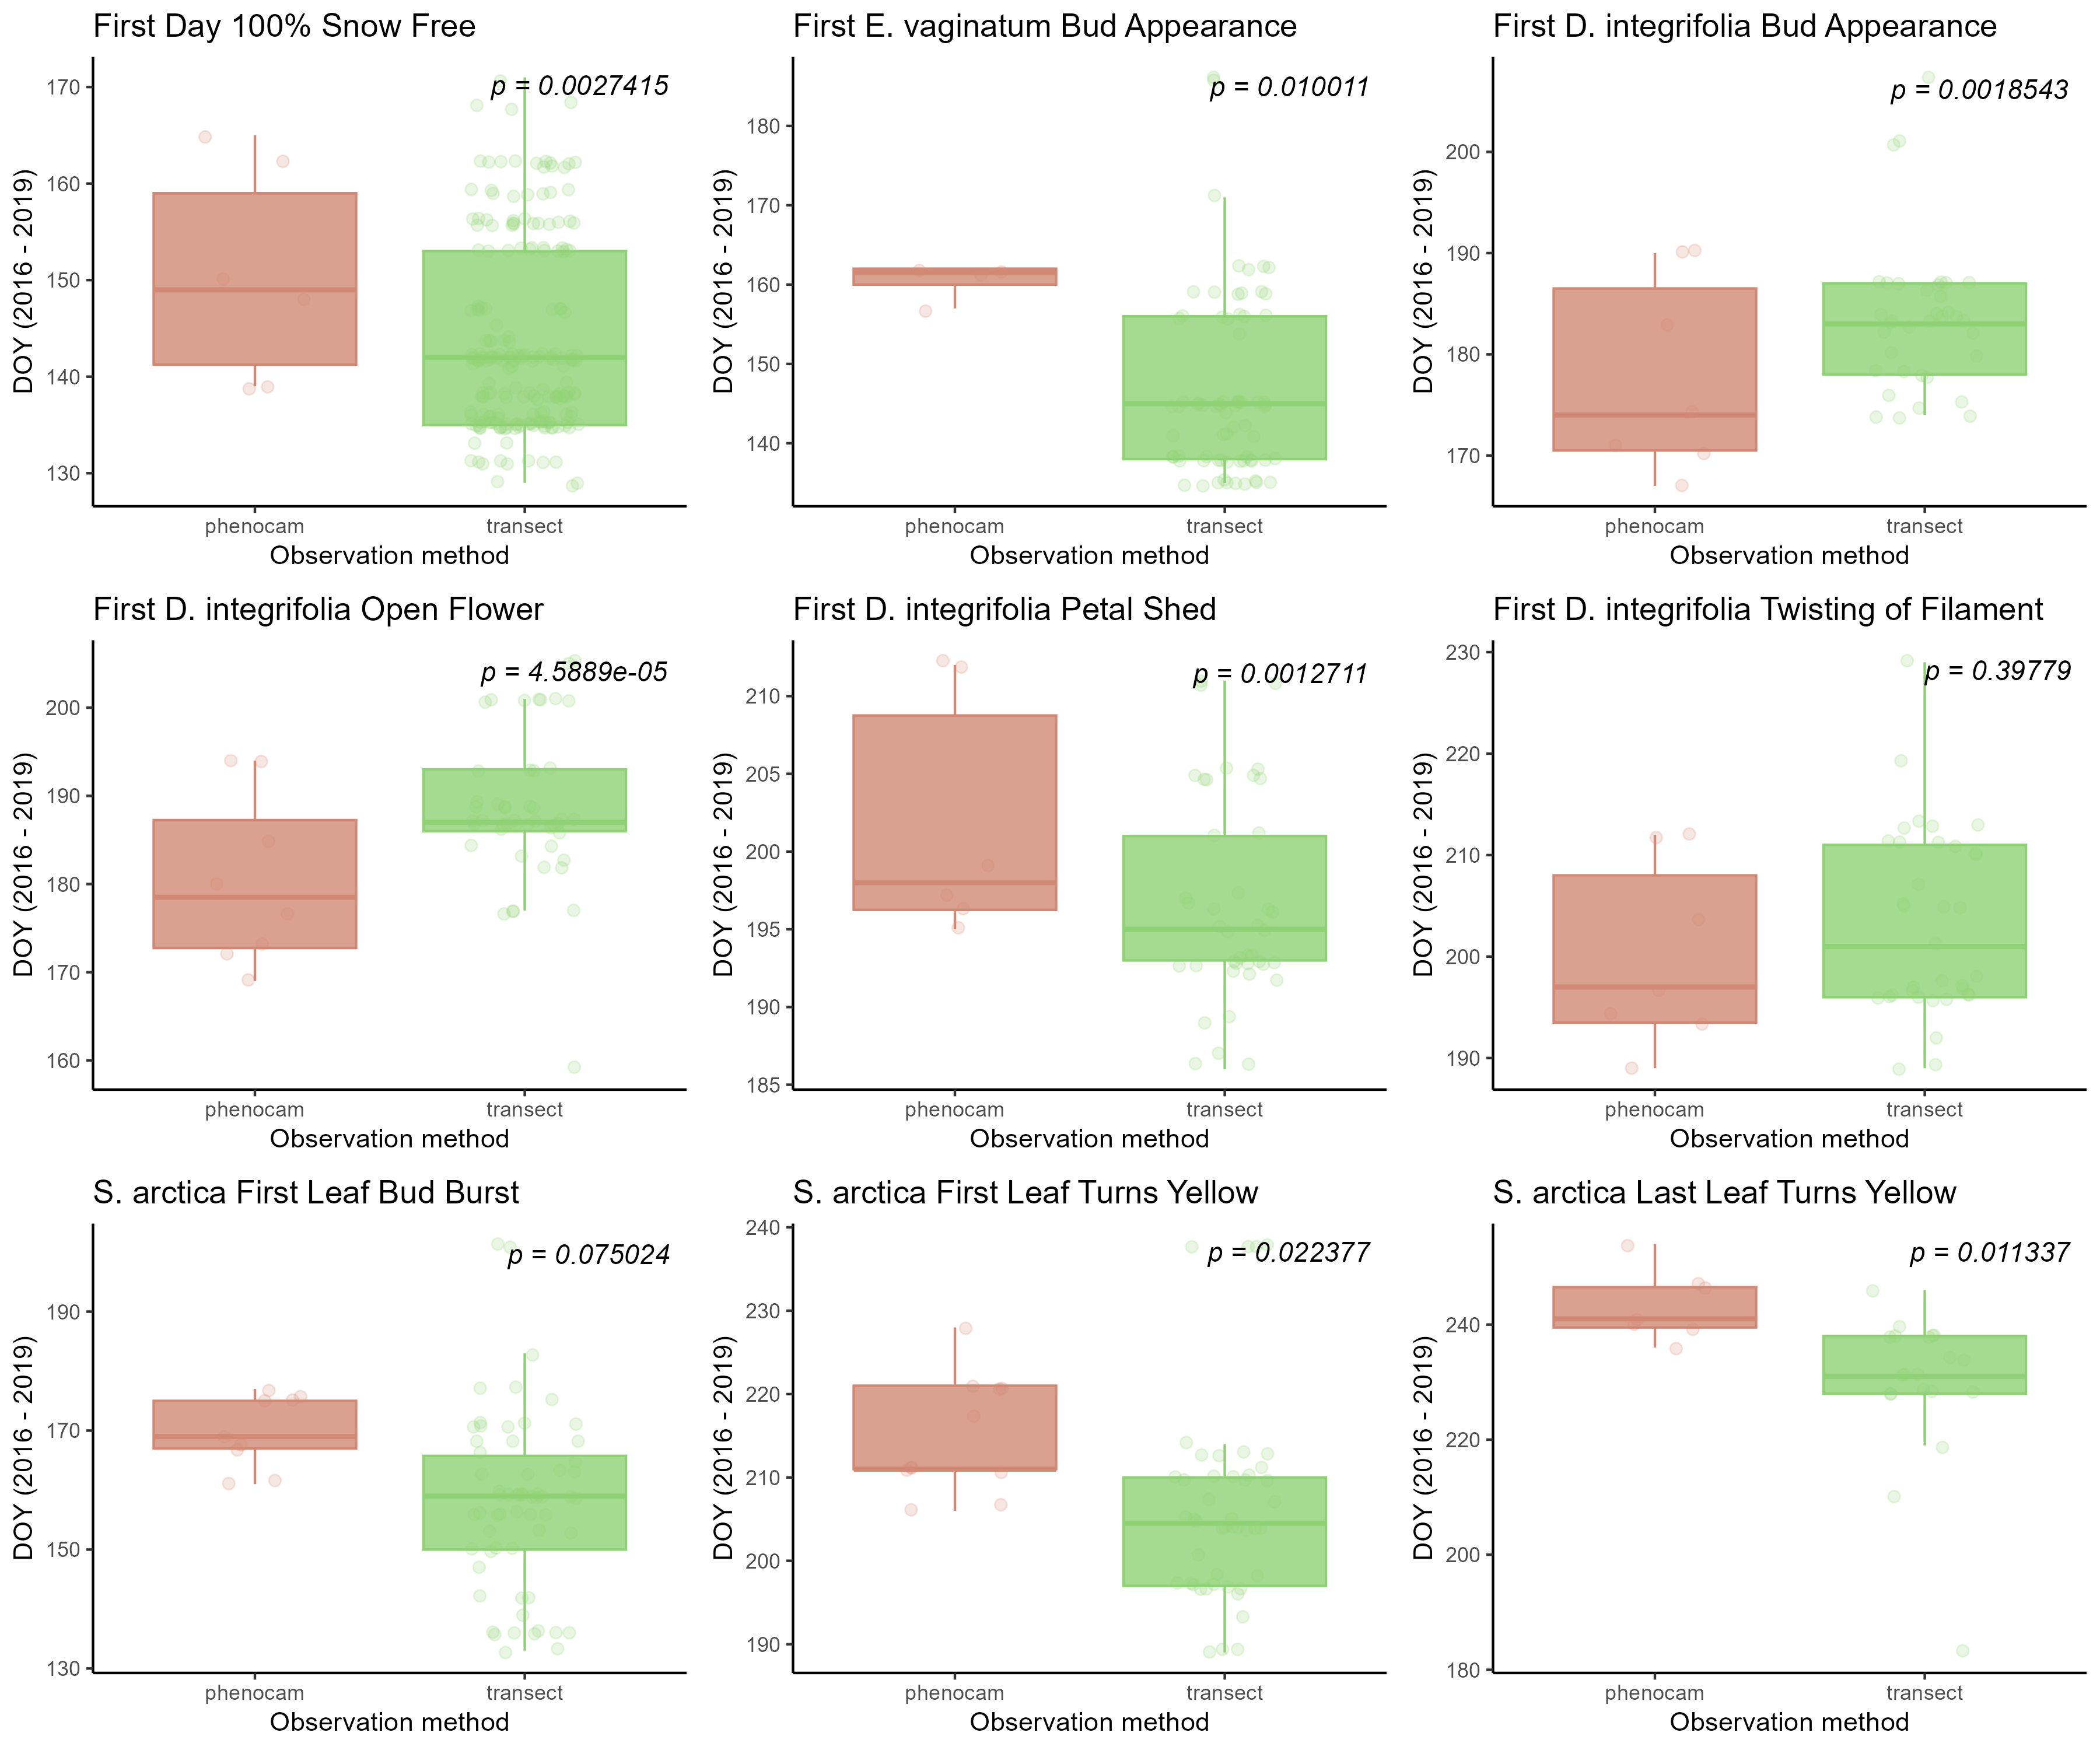 First Day 100% Snow Free
p = 0.0027415
170
160
150
140
130
DOY (2016 - 2019)
phenocam
transect
Observation method
First E. vaginatum Bud Appearance
p = 0.010011
180
170
160
150
140
DOY (2016 - 2019)
phenocam
transect
Observation method
First D. integrifolia Bud Appearance
p = 0.0018543
200
190
180
170
DOY (2016 - 2019)
phenocam
transect
Observation method
First D. integrifolia Open Flower
p = 4.5889e-05
200
190
180
170
160
DOY (2016 - 2019)
phenocam
transect
Observation method
First D. integrifolia Petal Shed
p = 0.0012711
210
205
200
195
190
185
DOY (2016 - 2019)
phenocam
transect
Observation method
First D. integrifolia Twisting of Filament
p = 0.39779
230
220
210
200
190
DOY (2016 - 2019)
phenocam
transect
Observation method
S. arctica First Leaf Bud Burst
p = 0.075024
190
170
150
130
DOY (2016 - 2019)
phenocam
transect
Observation method
S. arctica First Leaf Turns Yellow
p = 0.022377
240
230
220
210
200
190
DOY (2016 - 2019)
phenocam
transect
Observation method
S. arctica Last Leaf Turns Yellow
p = 0.011337
240
220
200
180
DOY (2016 - 2019)
phenocam
transect
Observation method